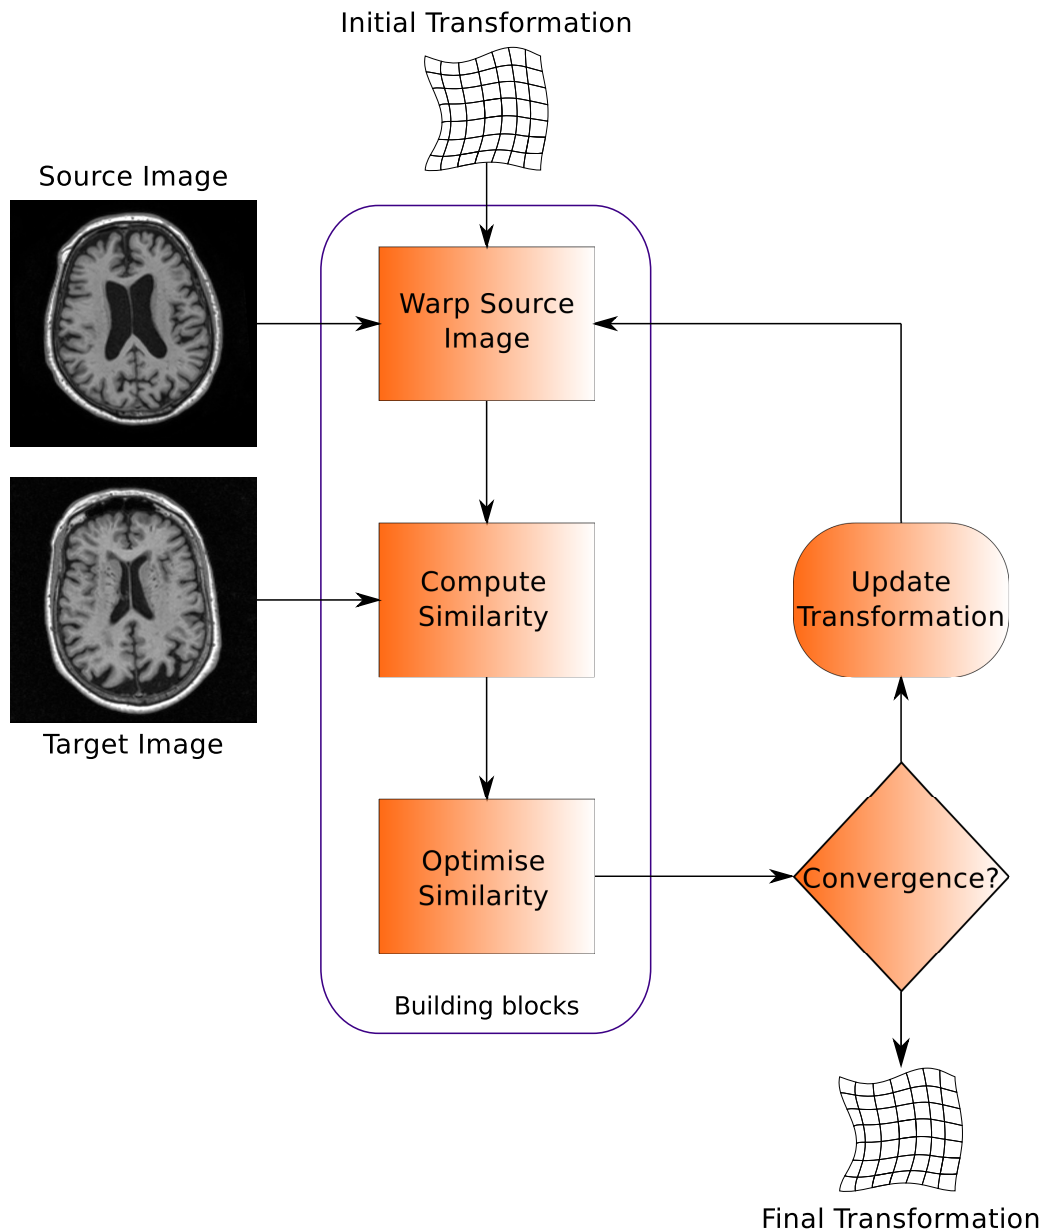 Initial Transformation
Source Image
Warp Source
Image
Compute
Similarity
Update
Transformation
Target Image
Optimise
Similarity
Convergence?
Building blocks
Final Transformation